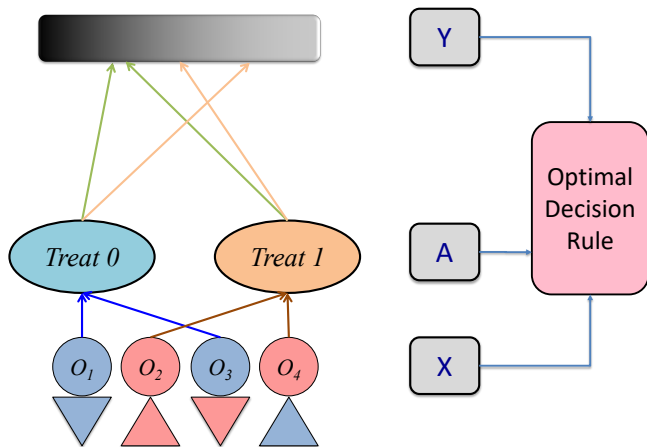 Y
Optimal
Decision
Rule
Treat 0
Treat 1
A
O1
O2
O3
O4
X